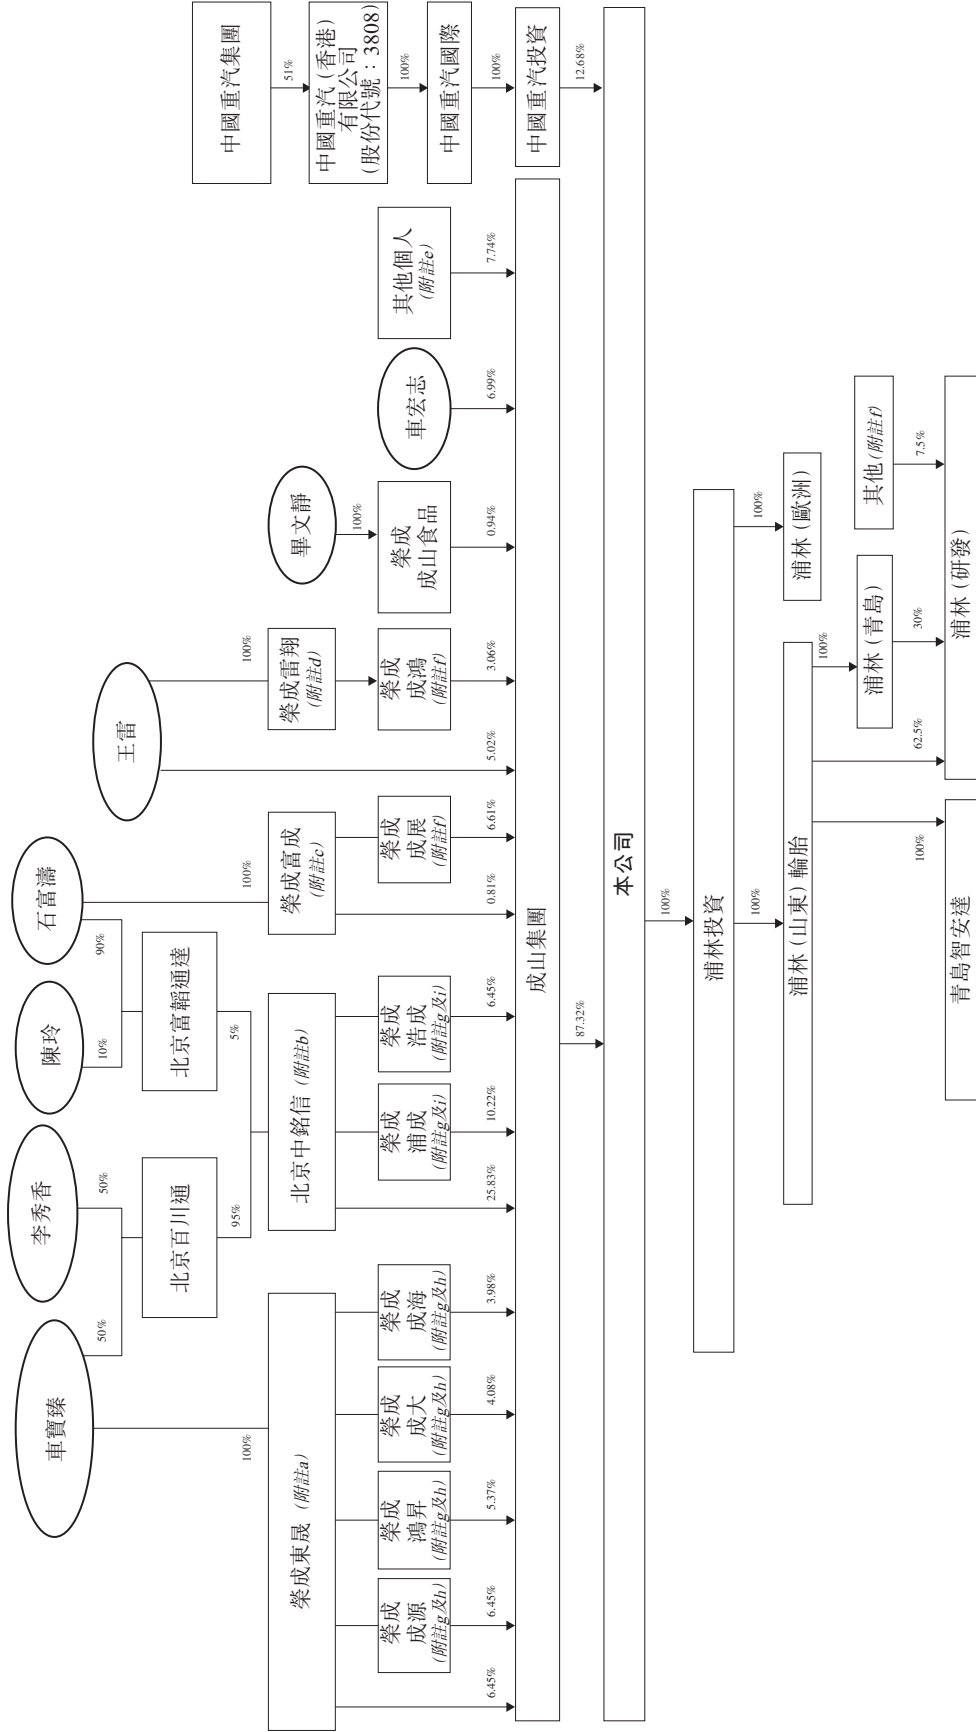 車寶臻
李秀香
陳玲
石富濤
王雷
畢文靜
車宏志
其他個人
(附註e)
中國重汽集團
50%
50%
10%
90%
51%
北京百川通
北京富韜通達
中國重汽(香港)
有限公司
(股份代號:3808)
100%
95%
5%
100%
100%
100%
100%
榮成東晟 (附註a)
北京中銘信 (附註b)
榮成富成
(附註c)
榮成雷翔
(附註d)
中國重汽國際
100%
榮成
成源
(附註g及h)
榮成
鴻昇
(附註g及h)
榮成
成大
(附註g及h)
榮成
成海
(附註g及h)
榮成
浦成
(附註g及i)
榮成
浩成
(附註g及i)
榮成
成展
(附註f)
榮成
成鴻
(附註f)
榮成
成山食品
中國重汽投資
6.45%
6.45%
5.37%
4.08%
3.98%
25.83%
10.22%
6.45%
0.81%
6.61%
5.02%
3.06%
0.94%
6.99%
7.74%
12.68%
成山集團
87.32%
本公司
100%
浦林投資
100%
100%
浦林(山東)輪胎
浦林(歐洲)
100%
浦林(青島)
其他(附註f)
100%
62.5%
30%
7.5%
青島智安達
浦林(研發)